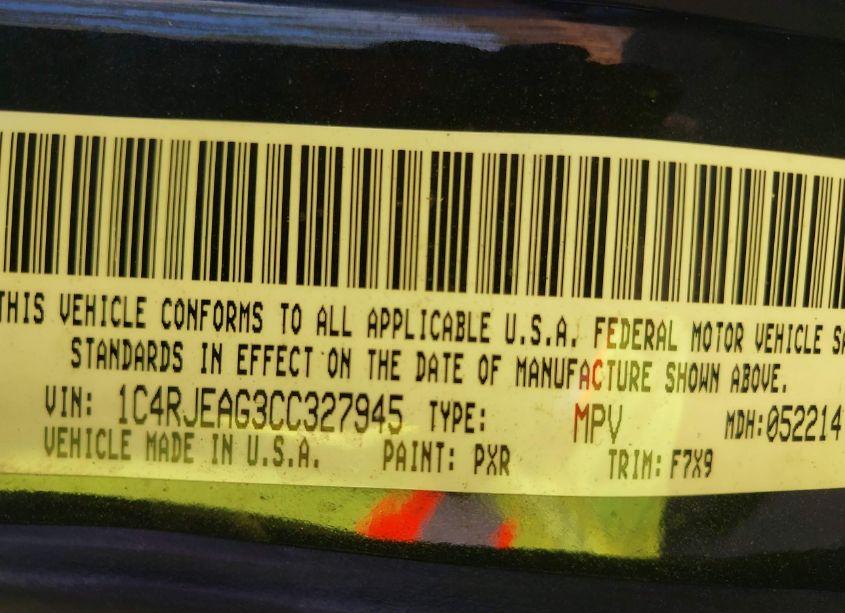 THIS VEHICLE CONFORMS TO ALL APPLICABLE U.S.A. FEDERAL MOTOR VEHICLE SA
STANDARDS IN EFFECT ON THE DATE OF MANUFACTURE SHOWN ABOVE.
VIN: 1C4RJEAG3CC327945 TYPE: MPV MDH:052214
VEHICLE MADE IN U.S.A. PAINT: PXR TRIM: F7X9